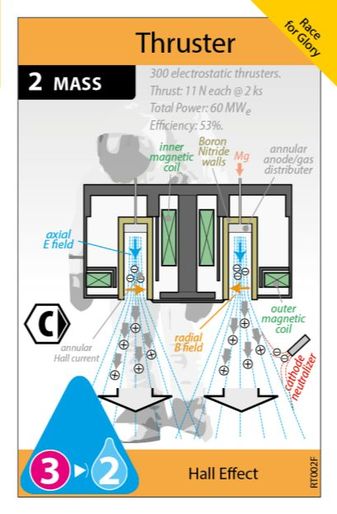 Race
for Glory
Thruster
2 MASS
300 electrostatic thrusters.
Thrust: 11 N each @ 2 ks
Total Power: 60 MWe
Efficiency: 53%.
inner
magnetic
coil
Boron
Nitride
walls
Mg
annular
anode/gas
distributer
axial
E field
C
annular
Hall current
radial
B field
outer
magnetic
coil
cathode
neutralizer
3 2
Hall Effect
RT002F